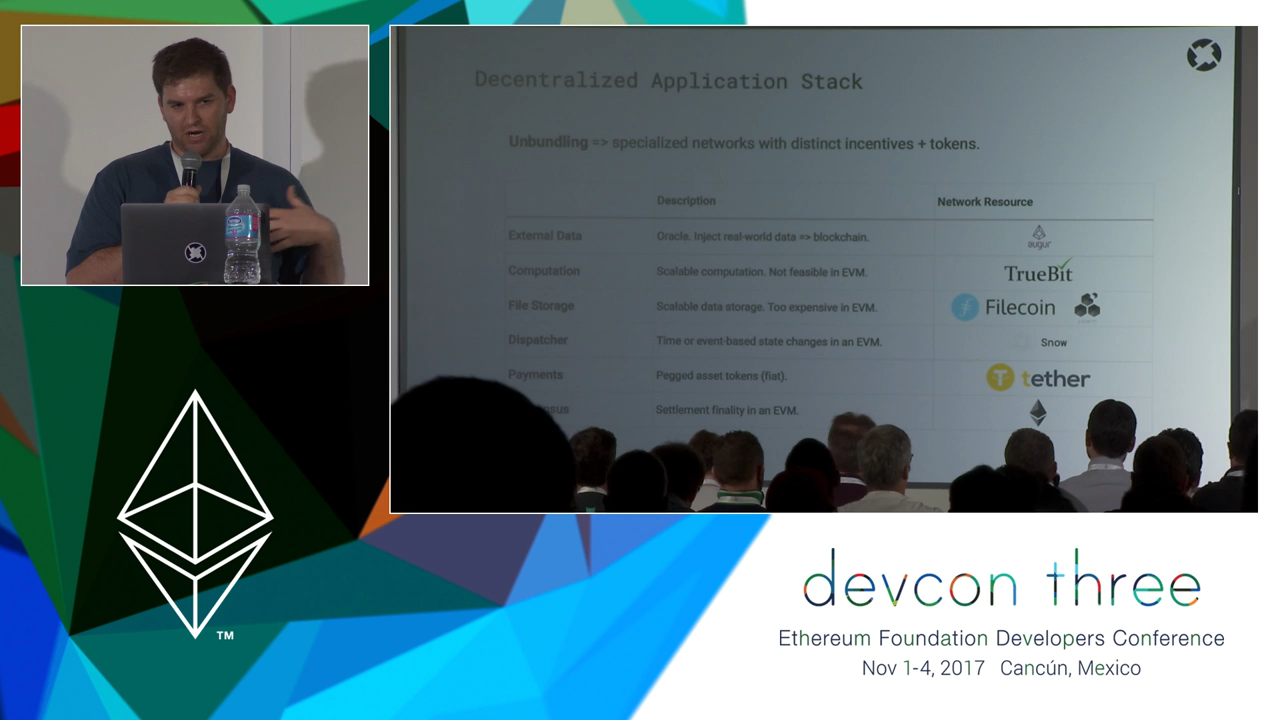 Decentralized Application Stack
Unbundling => specialized networks with distinct incentives + tokens.
Description Network Resource
External Data Oracle. Inject real-world data => blockchain. augur
Computation Scalable computation. Not feasible in EVM. TrueBit
File Storage Scalable data storage. Too expensive in EVM. Filecoin
Dispatcher Time or event-based state changes in an EVM. Snow
Payments Pegged asset tokens (fiat). tether
Settlement finality in an EVM.
TM
devcon three
Ethereum Foundation Developers Conference
Nov 1-4, 2017 Cancún, Mexico